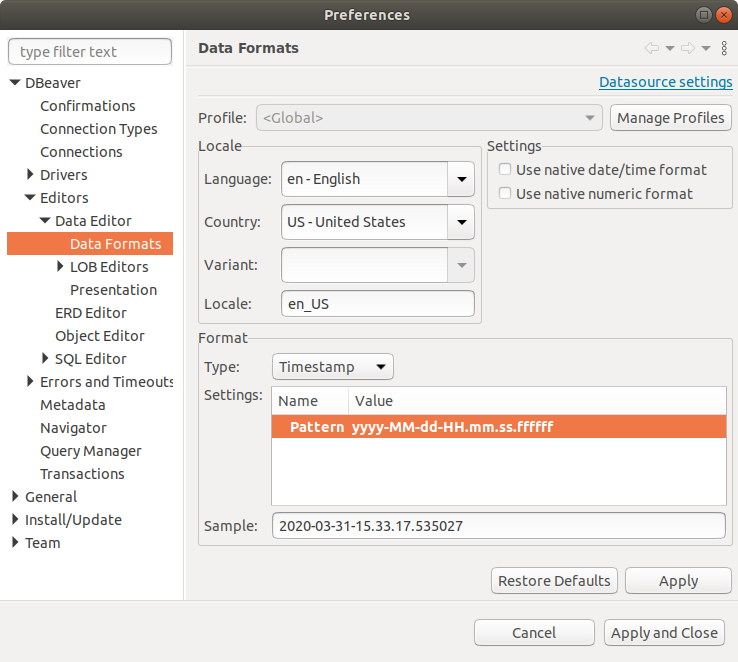 Preferences
type filter text
DBeaver
Confirmations
Connection Types
Connections
Drivers
Editors
Data Editor
Data Formats
LOB Editors
Presentation
ERD Editor
Object Editor
SQL Editor
Errors and Timeouts
Metadata
Navigator
Query Manager
Transactions
General
Install/Update
Team
Data Formats
Datasource settings
Profile: <Global> Manage Profiles
Locale
Language: en - English
Country: US - United States
Variant:
Locale: en_US
Settings
Use native date/time format
Use native numeric format
Format
Type: Timestamp
Settings: Name Value
Pattern yyyy-MM-dd-HH.mm.ss.ffffff
Sample: 2020-03-31-15.33.17.535027
Restore Defaults Apply
Cancel Apply and Close